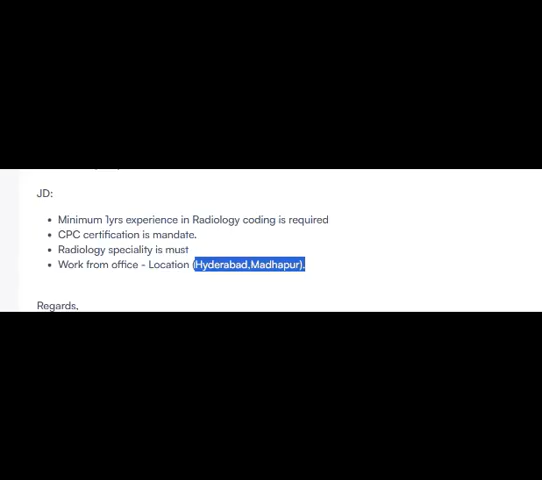 JD:
• Minimum 1yrs experience in Radiology coding is required
• CPC certification is mandate.
• Radiology speciality is must
• Work from office - Location (Hyderabad,Madhapur).
Regards,